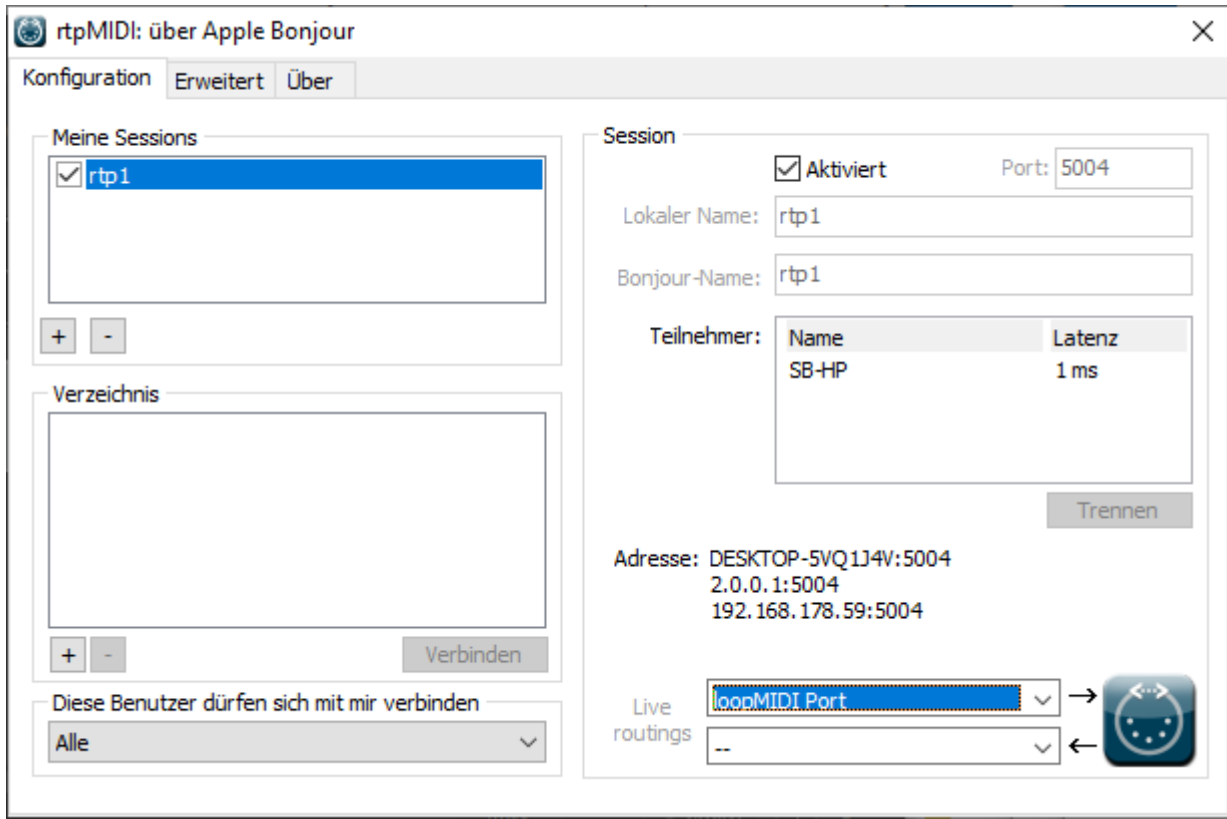 rtpMIDI: über Apple Bonjour
Konfiguration Erweitert Über
Meine Sessions
rtp1
+ -
Verzeichnis
+ - Verbinden
Diese Benutzer dürfen sich mit mir verbinden
Alle
Session
Aktiviert Port: 5004
Lokaler Name: rtp1
Bonjour-Name: rtp1
Teilnehmer: Name Latenz
SB-HP 1 ms
Trennen
Adresse: DESKTOP-5VQ1J4V:5004
2.0.0.1:5004
192.168.178.59:5004
Live routings
loopMIDI Port
--